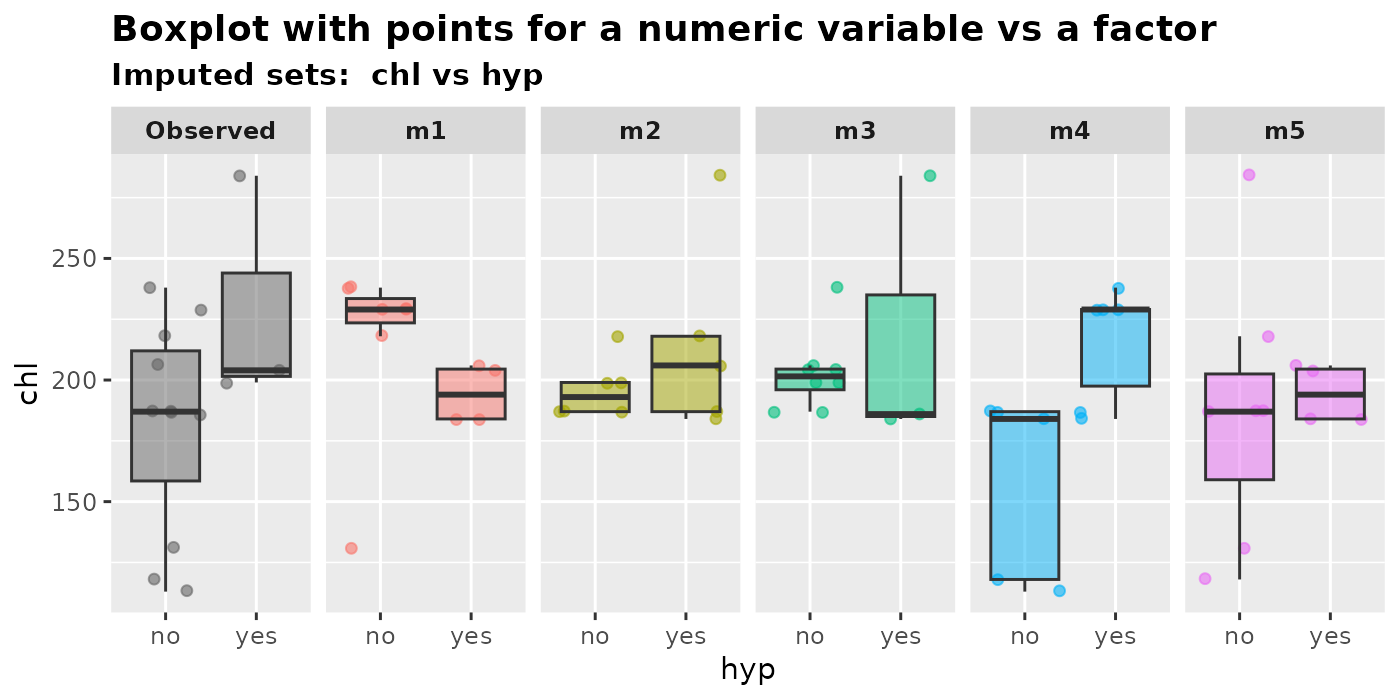 Boxplot with points for a numeric variable vs a factor
Imputed sets:  chl vs hyp
Observed m1 m2 m3 m4 m5
250
200
150
chl
no yes no yes no yes no yes no yes no yes
hyp